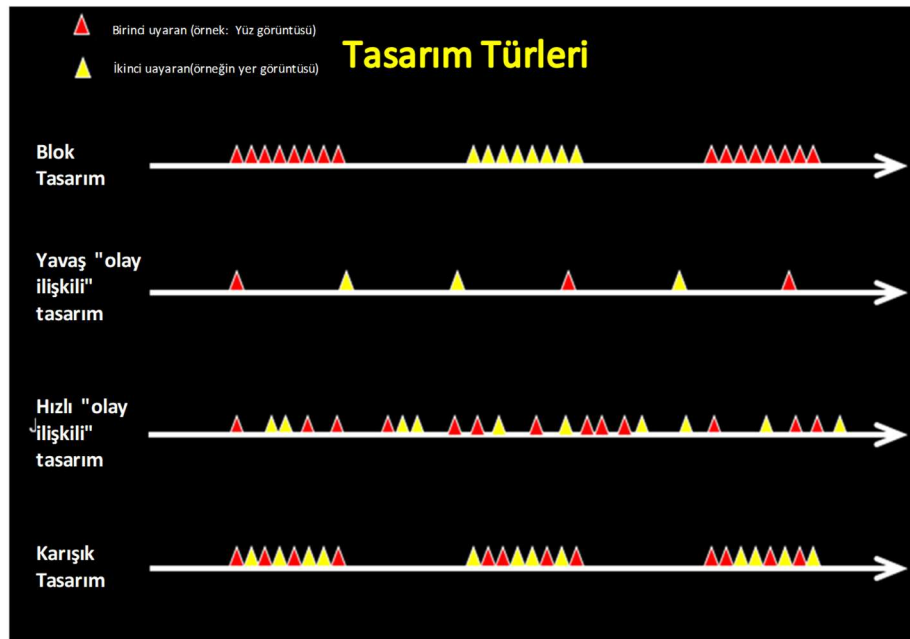 Birinci uyaran (örnek: Yüz görüntüsü)
İkinci uayaran(örneğin yer görüntüsü)
Tasarım Türleri
Blok
Tasarım
Yavaş "olay
ilişkili"
tasarım
Hızlı "olay
ilişkili"
tasarım
Karışık
Tasarım